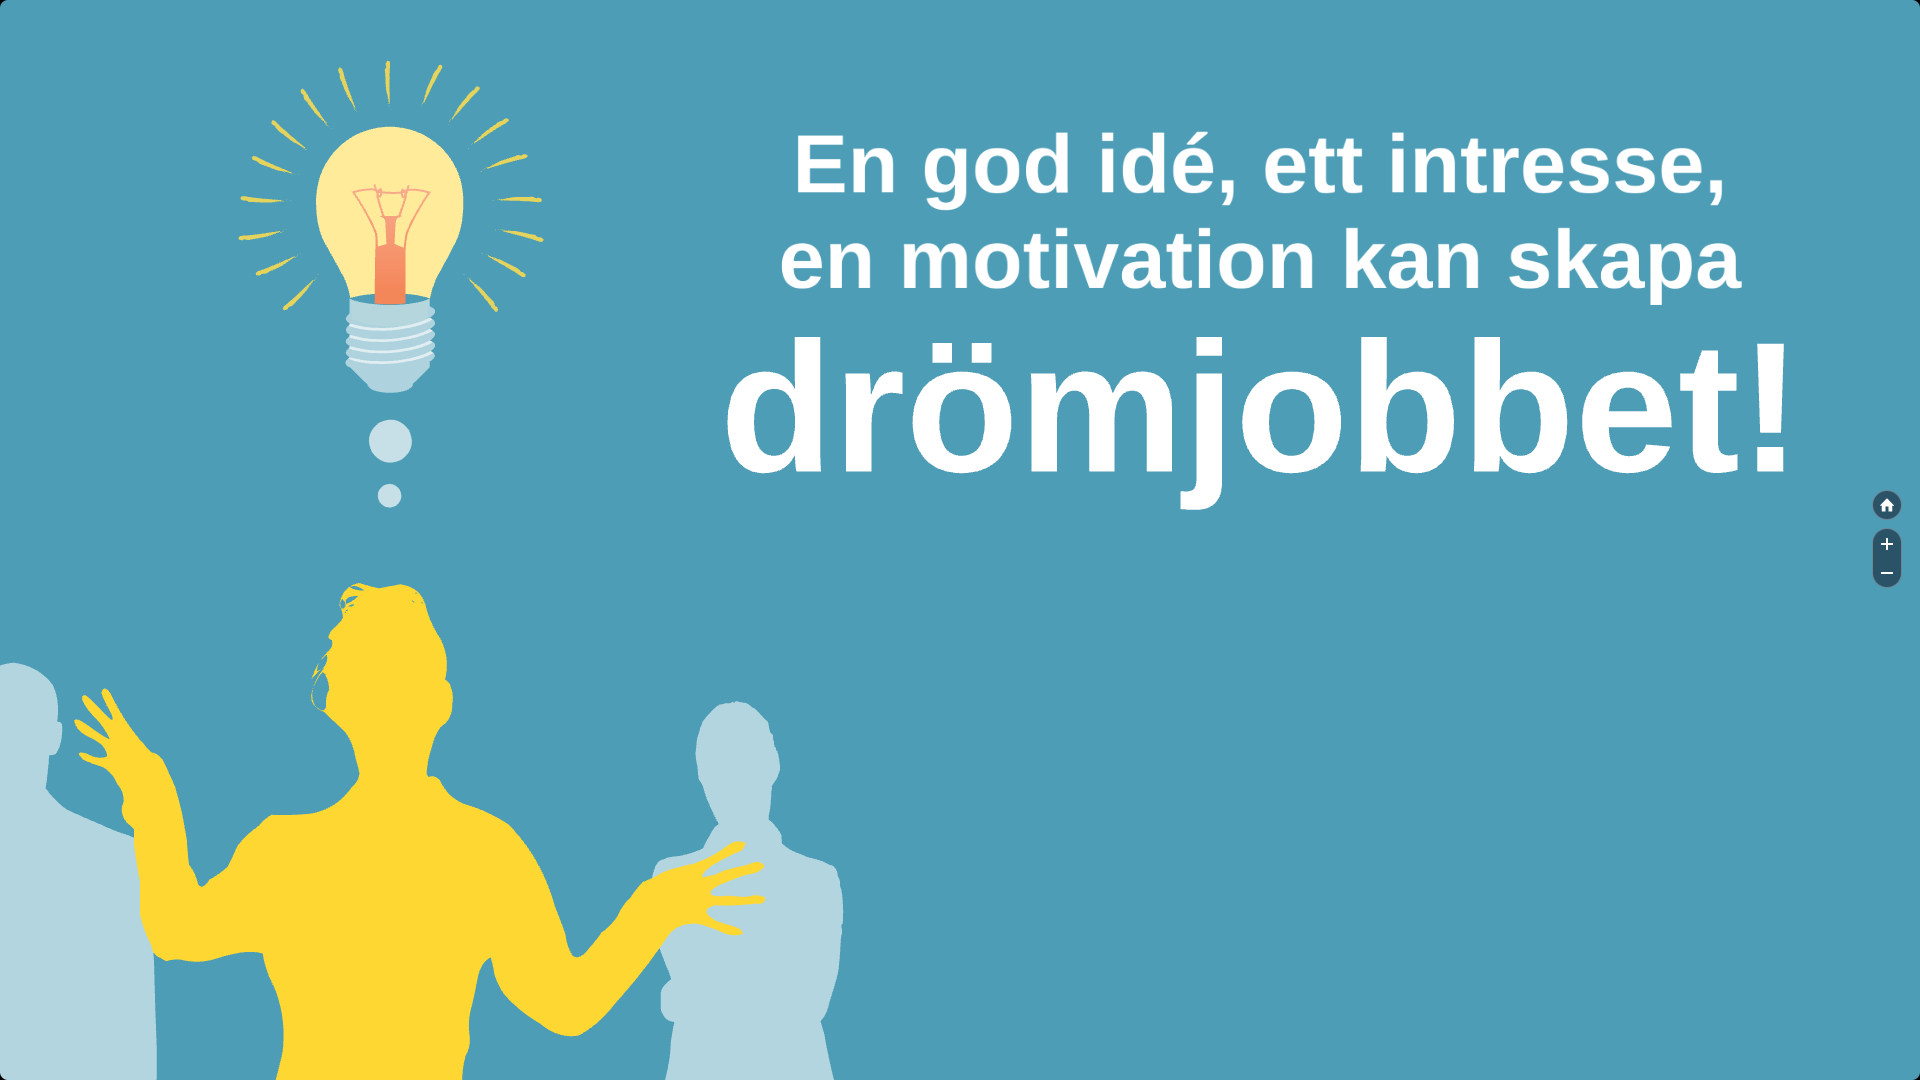 En god idé, ett intresse,
en motivation kan skapa
drömjobbet!